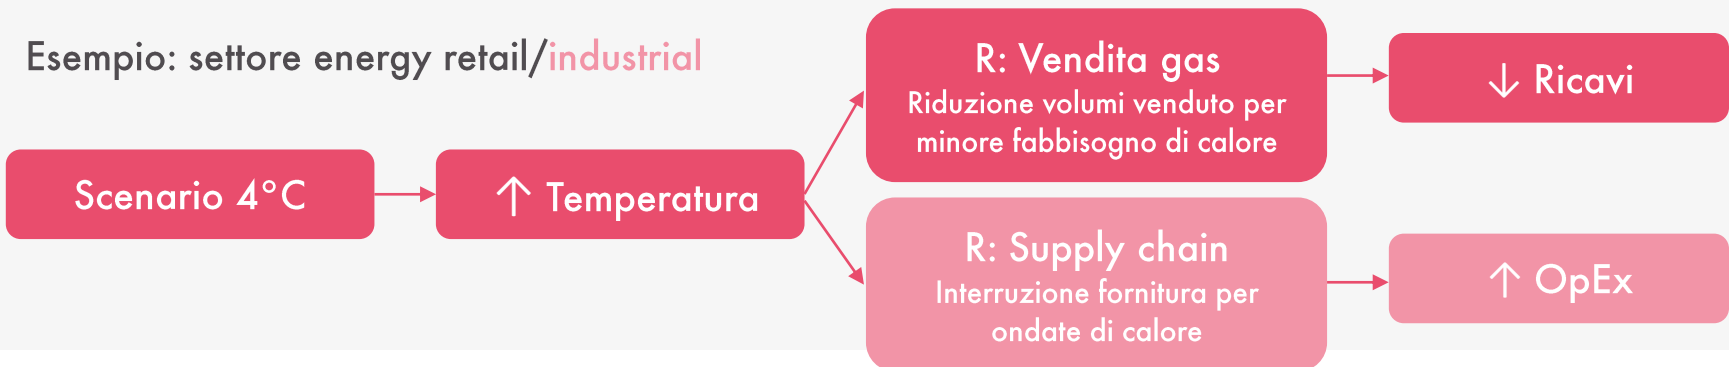 Esempio: settore energy retail/industrial
Scenario 4°C
↑ Temperatura
R: Vendita gas
Riduzione volumi venduto per
minore fabbisogno di calore
↓ Ricavi
R: Supply chain
Interruzione fornitura per
ondate di calore
↑ OpEx